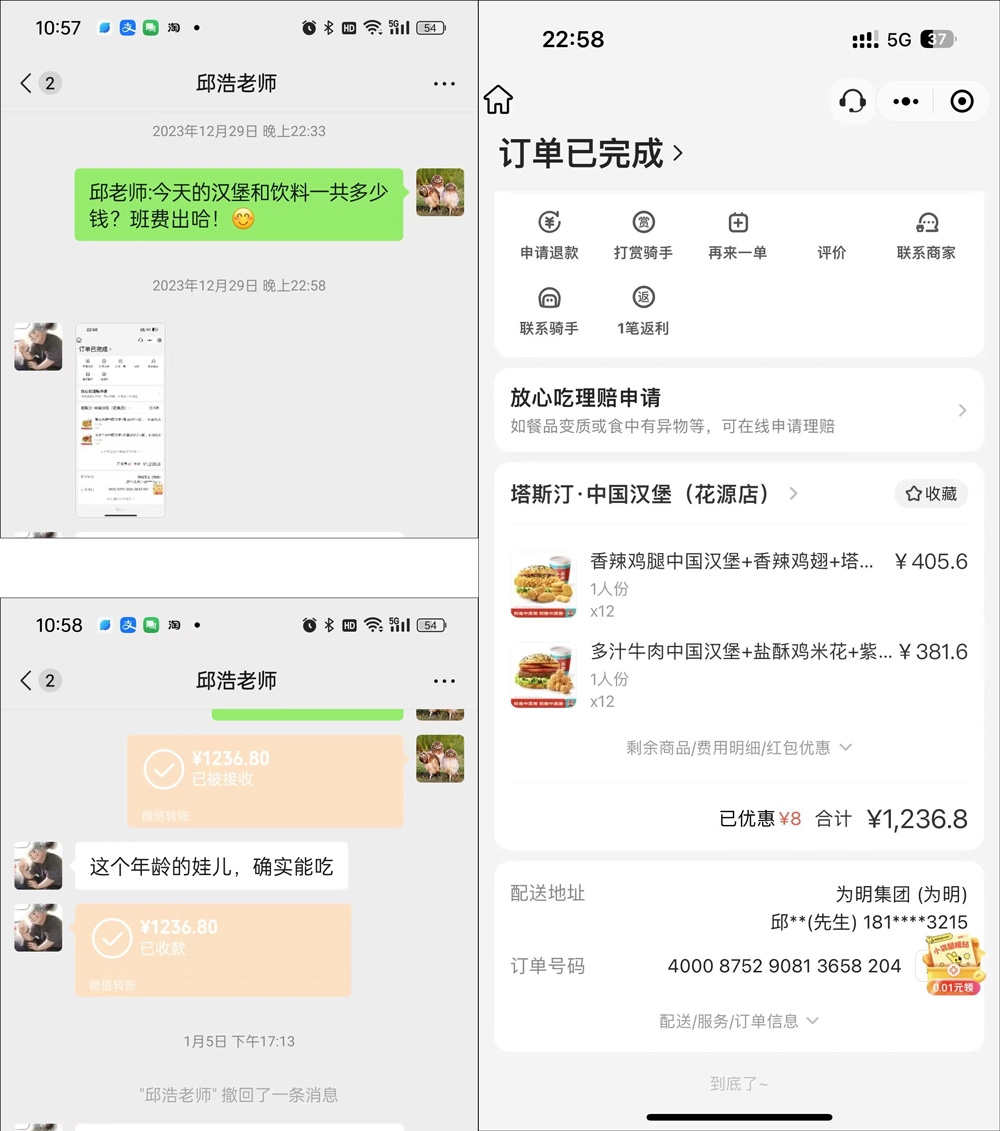 10:57
支
淘
HD
5G
54
2
邱浩老师
2023年12月29日 晚上22:33
邱老师:今天的汉堡和饮料一共多少
钱？班费出哈！😊
2023年12月29日 晚上22:58
22:58
订单已完成
10:58
支
淘
HD
5G
54
2
邱浩老师
¥1236.80
已被接收
微信转账
这个年龄的娃儿，确实能吃
¥1236.80
已收款
微信转账
1月5日 下午17:13
"邱浩老师" 撤回了一条消息
22:58
5G
37
订单已完成
申请退款
打赏骑手
再来一单
评价
联系商家
联系骑手
1笔返利
放心吃理赔申请
如餐品变质或食中有异物等，可在线申请理赔
塔斯汀·中国汉堡（花源店）
收藏
香辣鸡腿中国汉堡+香辣鸡翅+塔... ¥405.6
1人份
x12
多汁牛肉中国汉堡+盐酥鸡米花+紫... ¥381.6
1人份
x12
剩余商品/费用明细/红包优惠
已优惠¥8 合计 ¥1,236.8
配送地址
为明集团 (为明)
邱**(先生) 181****3215
订单号码
4000 8752 9081 3658 204
0.01元领
配送/服务/订单信息
到底了~